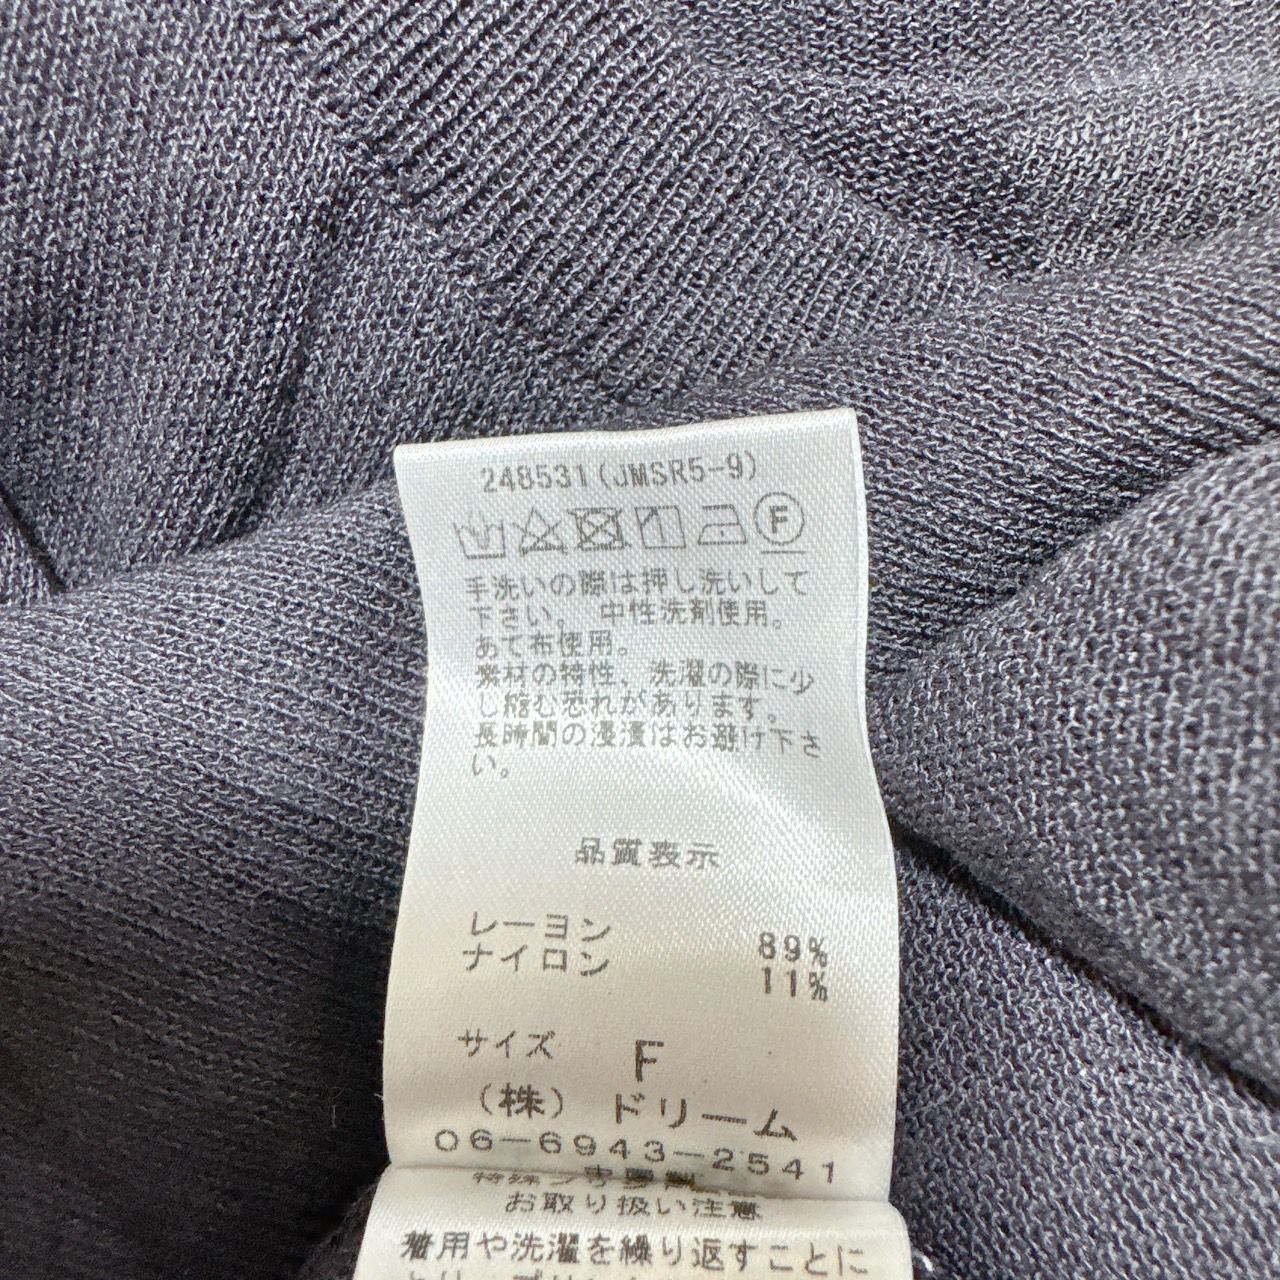 248531(JMSR5-9)
F
手洗いの際は押し洗いして
下さい。 中性洗剤使用。
あて布使用。
素材の特性、洗濯の際に少
し縮む恐れがあります。
長時間の浸漬はお避け下さ
い。
品質表示
レーヨン 89%
ナイロン 11%
サイズ F
(株) ドリーム
06-6943-2541
お取り扱い注意
着用や洗濯を繰り返すことに